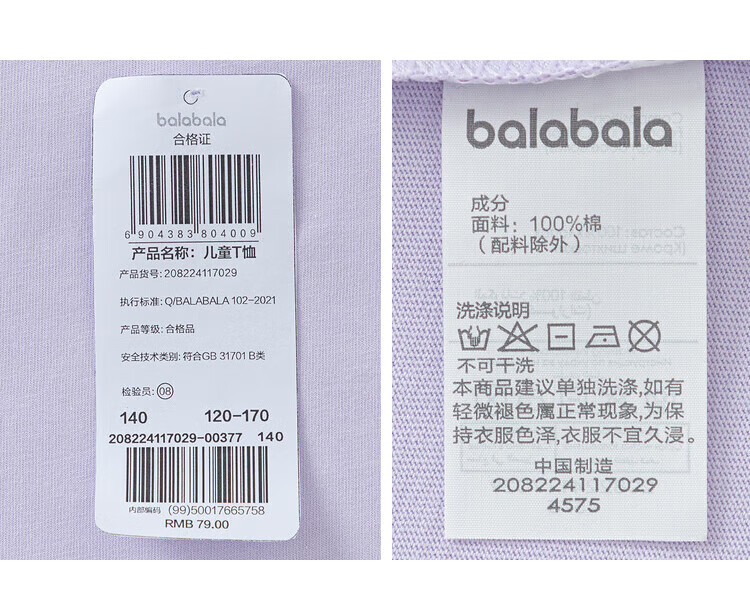 balabala
合格证
6 904383 804009
产品名称: 儿童T恤
产品货号: 208224117029
执行标准: Q/BALABALA 102-2021
产品等级: 合格品
安全技术类别: 符合GB 31701 B类
检验员: 08
140 120-170
208224117029-00377 140
内部编码 (99)50017665758
RMB 79.00
balabala
成分
面料: 100%棉
（配料除外）
洗涤说明
不可干洗
本商品建议单独洗涤,如有
轻微褪色属正常现象,为保
持衣服色泽,衣服不宜久浸。
中国制造
208224117029
4575